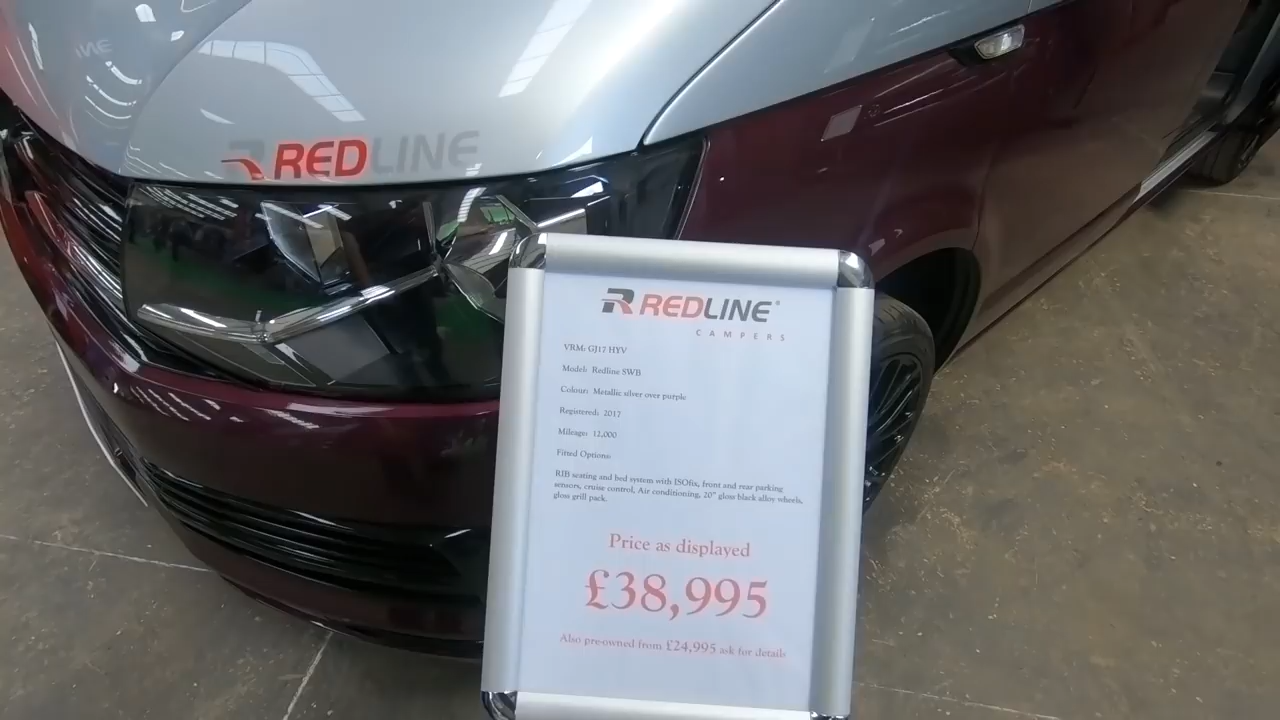 REDLINE
REDLINE®
CAMPERS
VRM: GJ17 HYV
Model: Redline SWB
Colour: Metallic silver over purple
Registered: 2017
Mileage: 12,000
Fitted Options:
RIB seating and bed system with ISOfix, front and rear parking
sensors, cruise control, Air conditioning, 20" gloss black alloy wheels,
gloss grill pack.
Price as displayed
£38,995
Also pre-owned from £24,995 ask for details